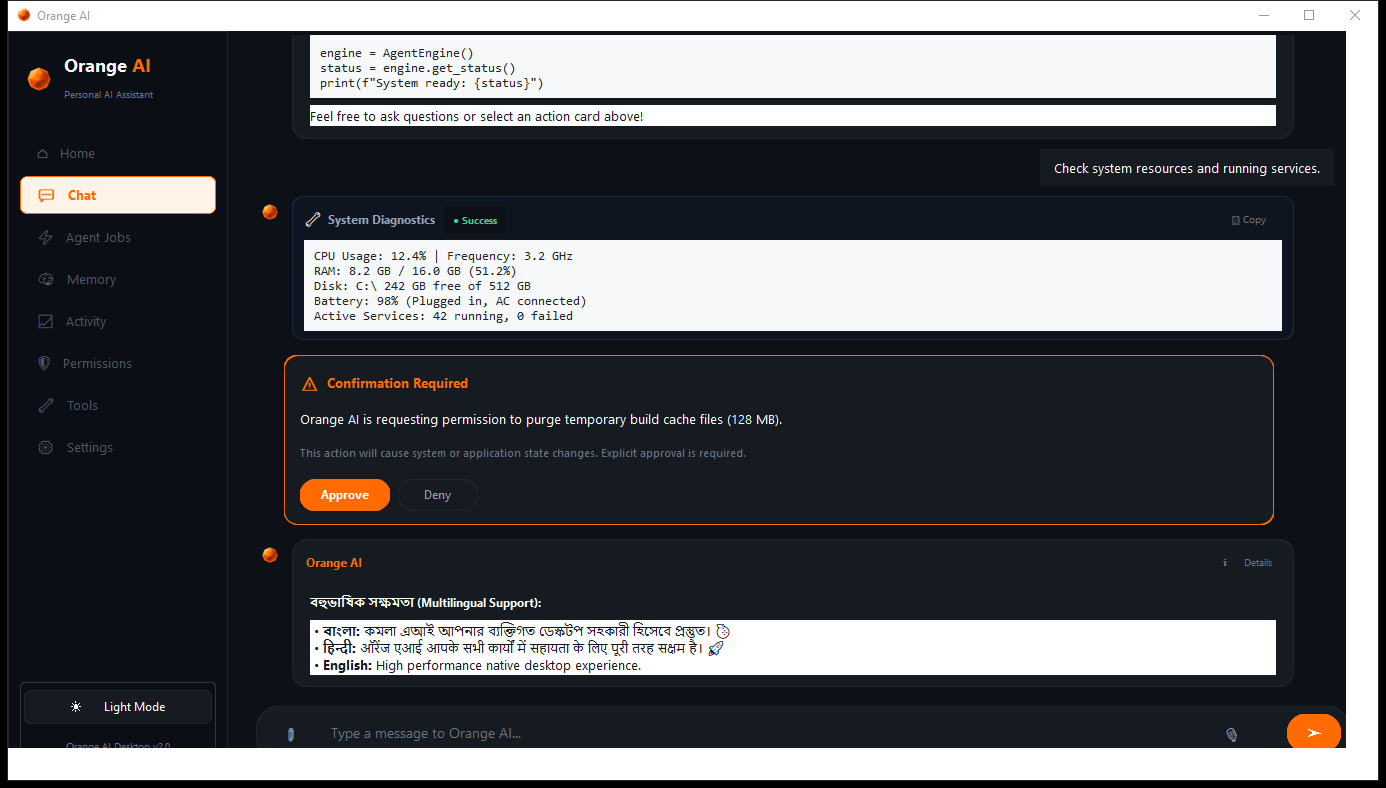 Orange AI
Orange AI
Personal AI Assistant
Home
Chat
Agent Jobs
Memory
Activity
Permissions
Tools
Settings
Light Mode
Orange AI Desktop v2.0
engine = AgentEngine()
status = engine.get_status()
print(f"System ready: {status}")
Feel free to ask questions or select an action card above!
Check system resources and running services.
System Diagnostics • Success Copy
CPU Usage: 12.4% | Frequency: 3.2 GHz
RAM: 8.2 GB / 16.0 GB (51.2%)
Disk: C:\ 242 GB free of 512 GB
Battery: 98% (Plugged in, AC connected)
Active Services: 42 running, 0 failed
Confirmation Required
Orange AI is requesting permission to purge temporary build cache files (128 MB).
This action will cause system or application state changes. Explicit approval is required.
Approve Deny
Orange AI i Details
বহুভাষিক সক্ষমতা (Multilingual Support):
• বাংলা: কমলা এআই আপনার ব্যক্তিগত ডেস্কটপ সহকারী হিসেবে প্রস্তুত। 🍊
• हिन्दी: ऑरेंज एआई आपके सभी कार्यों में सहायता के लिए पूरी तरह सक्षम है। 🚀
• English: High performance native desktop experience.
Type a message to Orange AI...